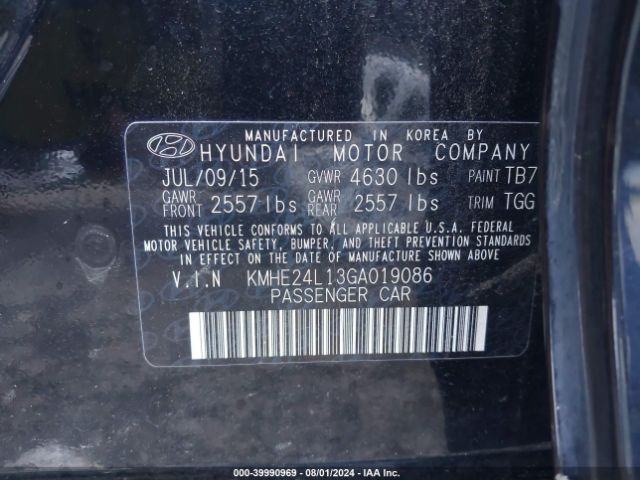 MANUFACTURED IN KOREA BY
HYUNDAI MOTOR COMPANY
JUL/09/15 GVWR 4630 lbs PAINT TB7
GAWR FRONT 2557 lbs GAWR REAR 2557 lbs TRIM TGG
THIS VEHICLE CONFORMS TO ALL APPLICABLE U.S.A. FEDERAL
MOTOR VEHICLE SAFETY, BUMPER, AND THEFT PREVENTION STANDARDS
IN EFFECT ON THE DATE OF MANUFACTURE SHOWN ABOVE
V.I.N KMHE24L13GA019086
PASSENGER CAR
000-39990969 - 08/01/2024 - IAA Inc.